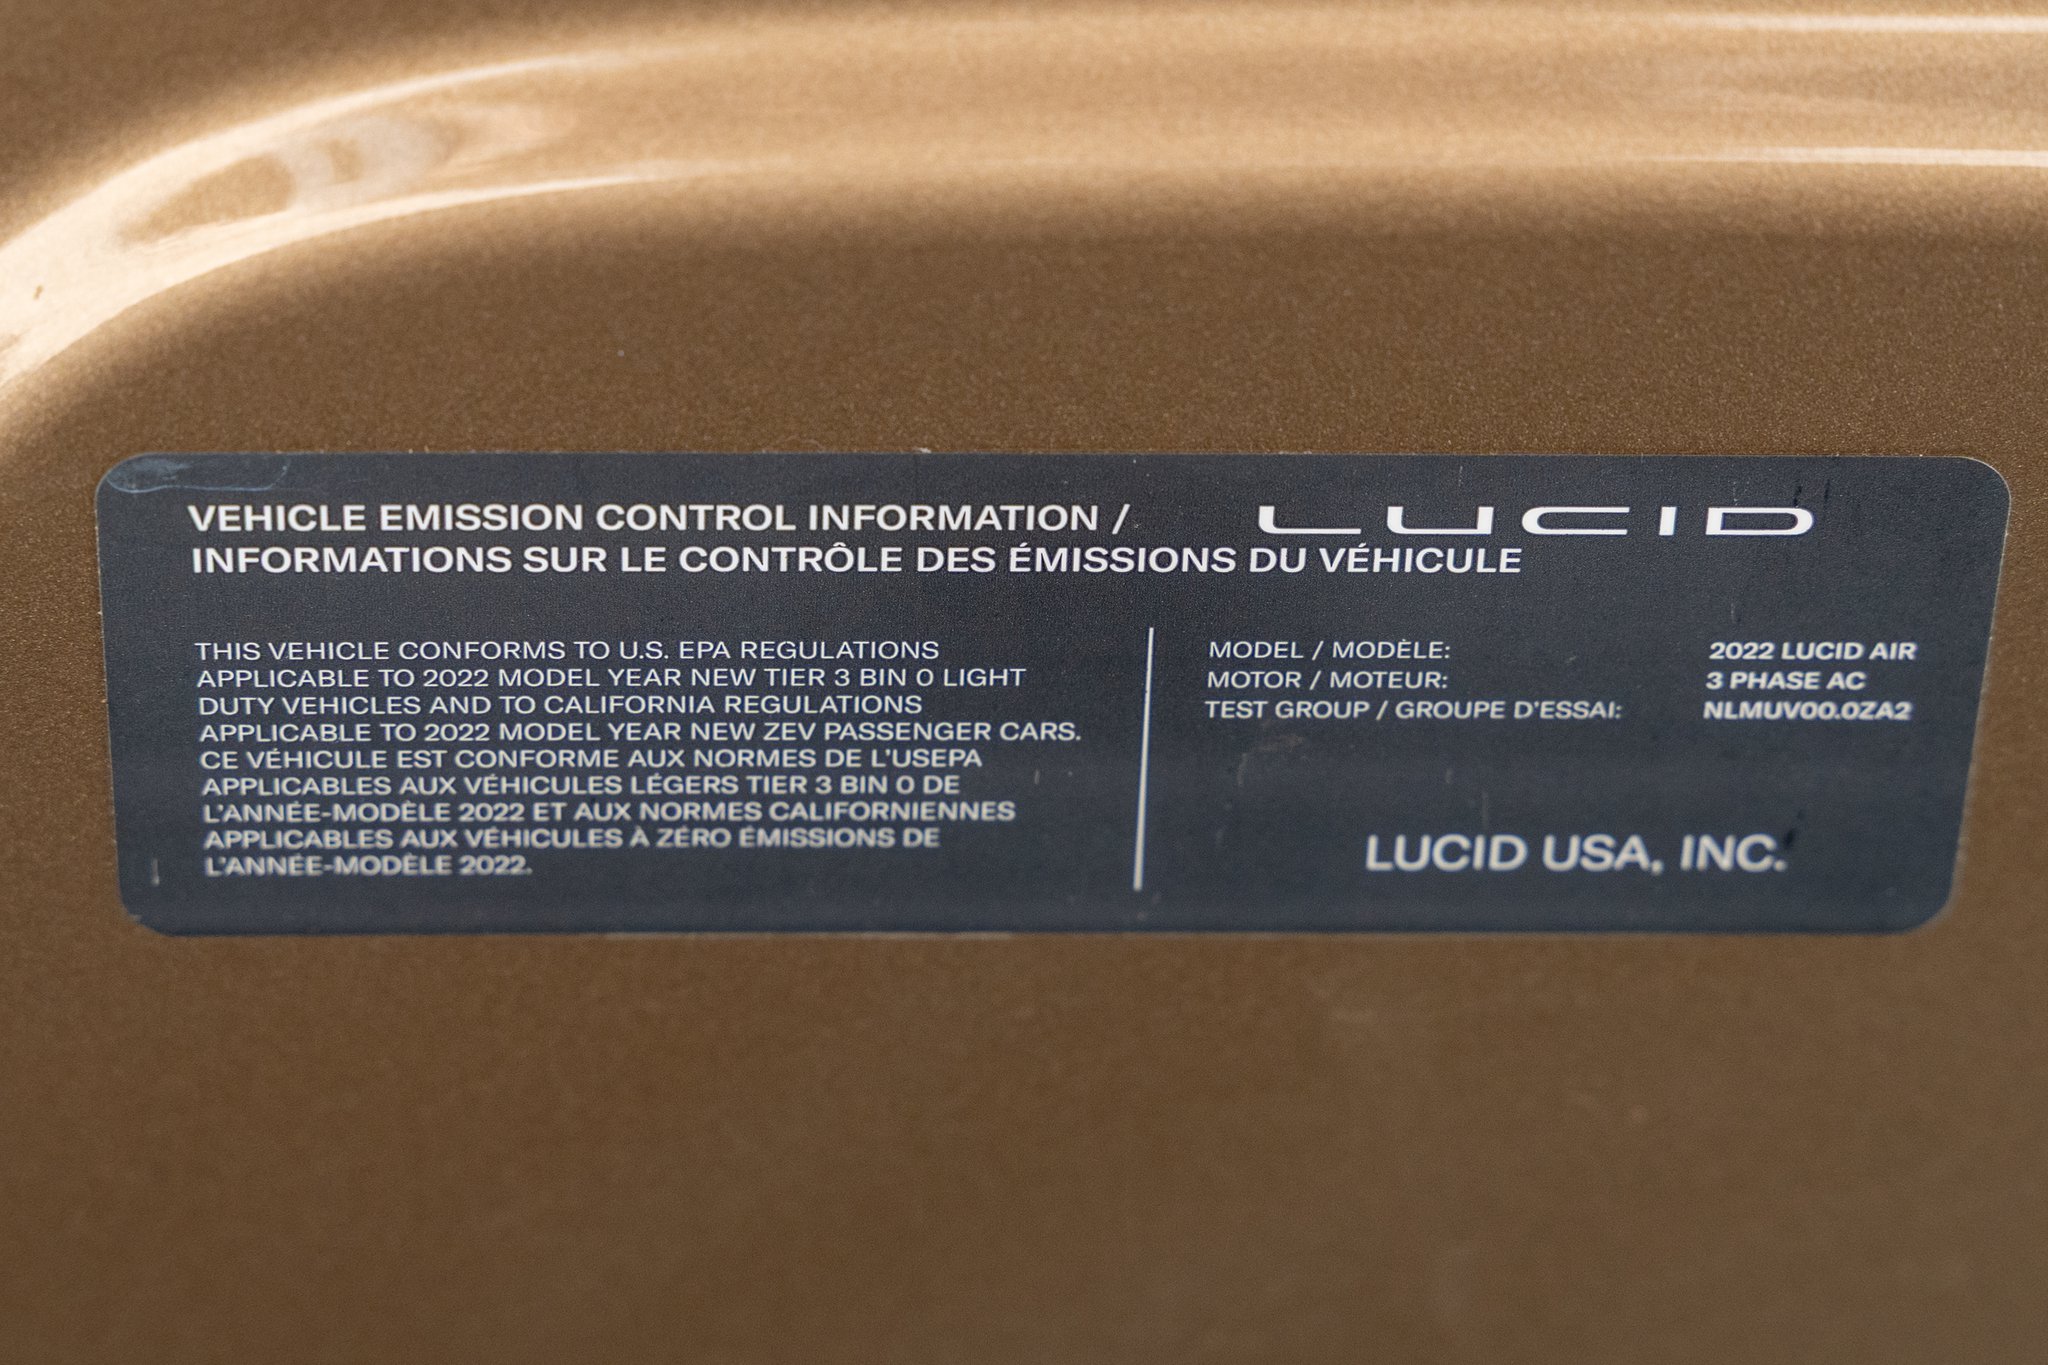 VEHICLE EMISSION CONTROL INFORMATION /
INFORMATIONS SUR LE CONTRÔLE DES ÉMISSIONS DU VÉHICULE
LUCID
THIS VEHICLE CONFORMS TO U.S. EPA REGULATIONS
APPLICABLE TO 2022 MODEL YEAR NEW TIER 3 BIN 0 LIGHT
DUTY VEHICLES AND TO CALIFORNIA REGULATIONS
APPLICABLE TO 2022 MODEL YEAR NEW ZEV PASSENGER CARS.
CE VÉHICULE EST CONFORME AUX NORMES DE L'USEPA
APPLICABLES AUX VÉHICULES LÉGERS TIER 3 BIN 0 DE
L'ANNÉE-MODÈLE 2022 ET AUX NORMES CALIFORNIENNES
APPLICABLES AUX VÉHICULES À ZÉRO ÉMISSIONS DE
L'ANNÉE-MODÈLE 2022.
MODEL / MODÈLE: 2022 LUCID AIR
MOTOR / MOTEUR: 3 PHASE AC
TEST GROUP / GROUPE D'ESSAI: NLMUV00.0ZA2
LUCID USA, INC.